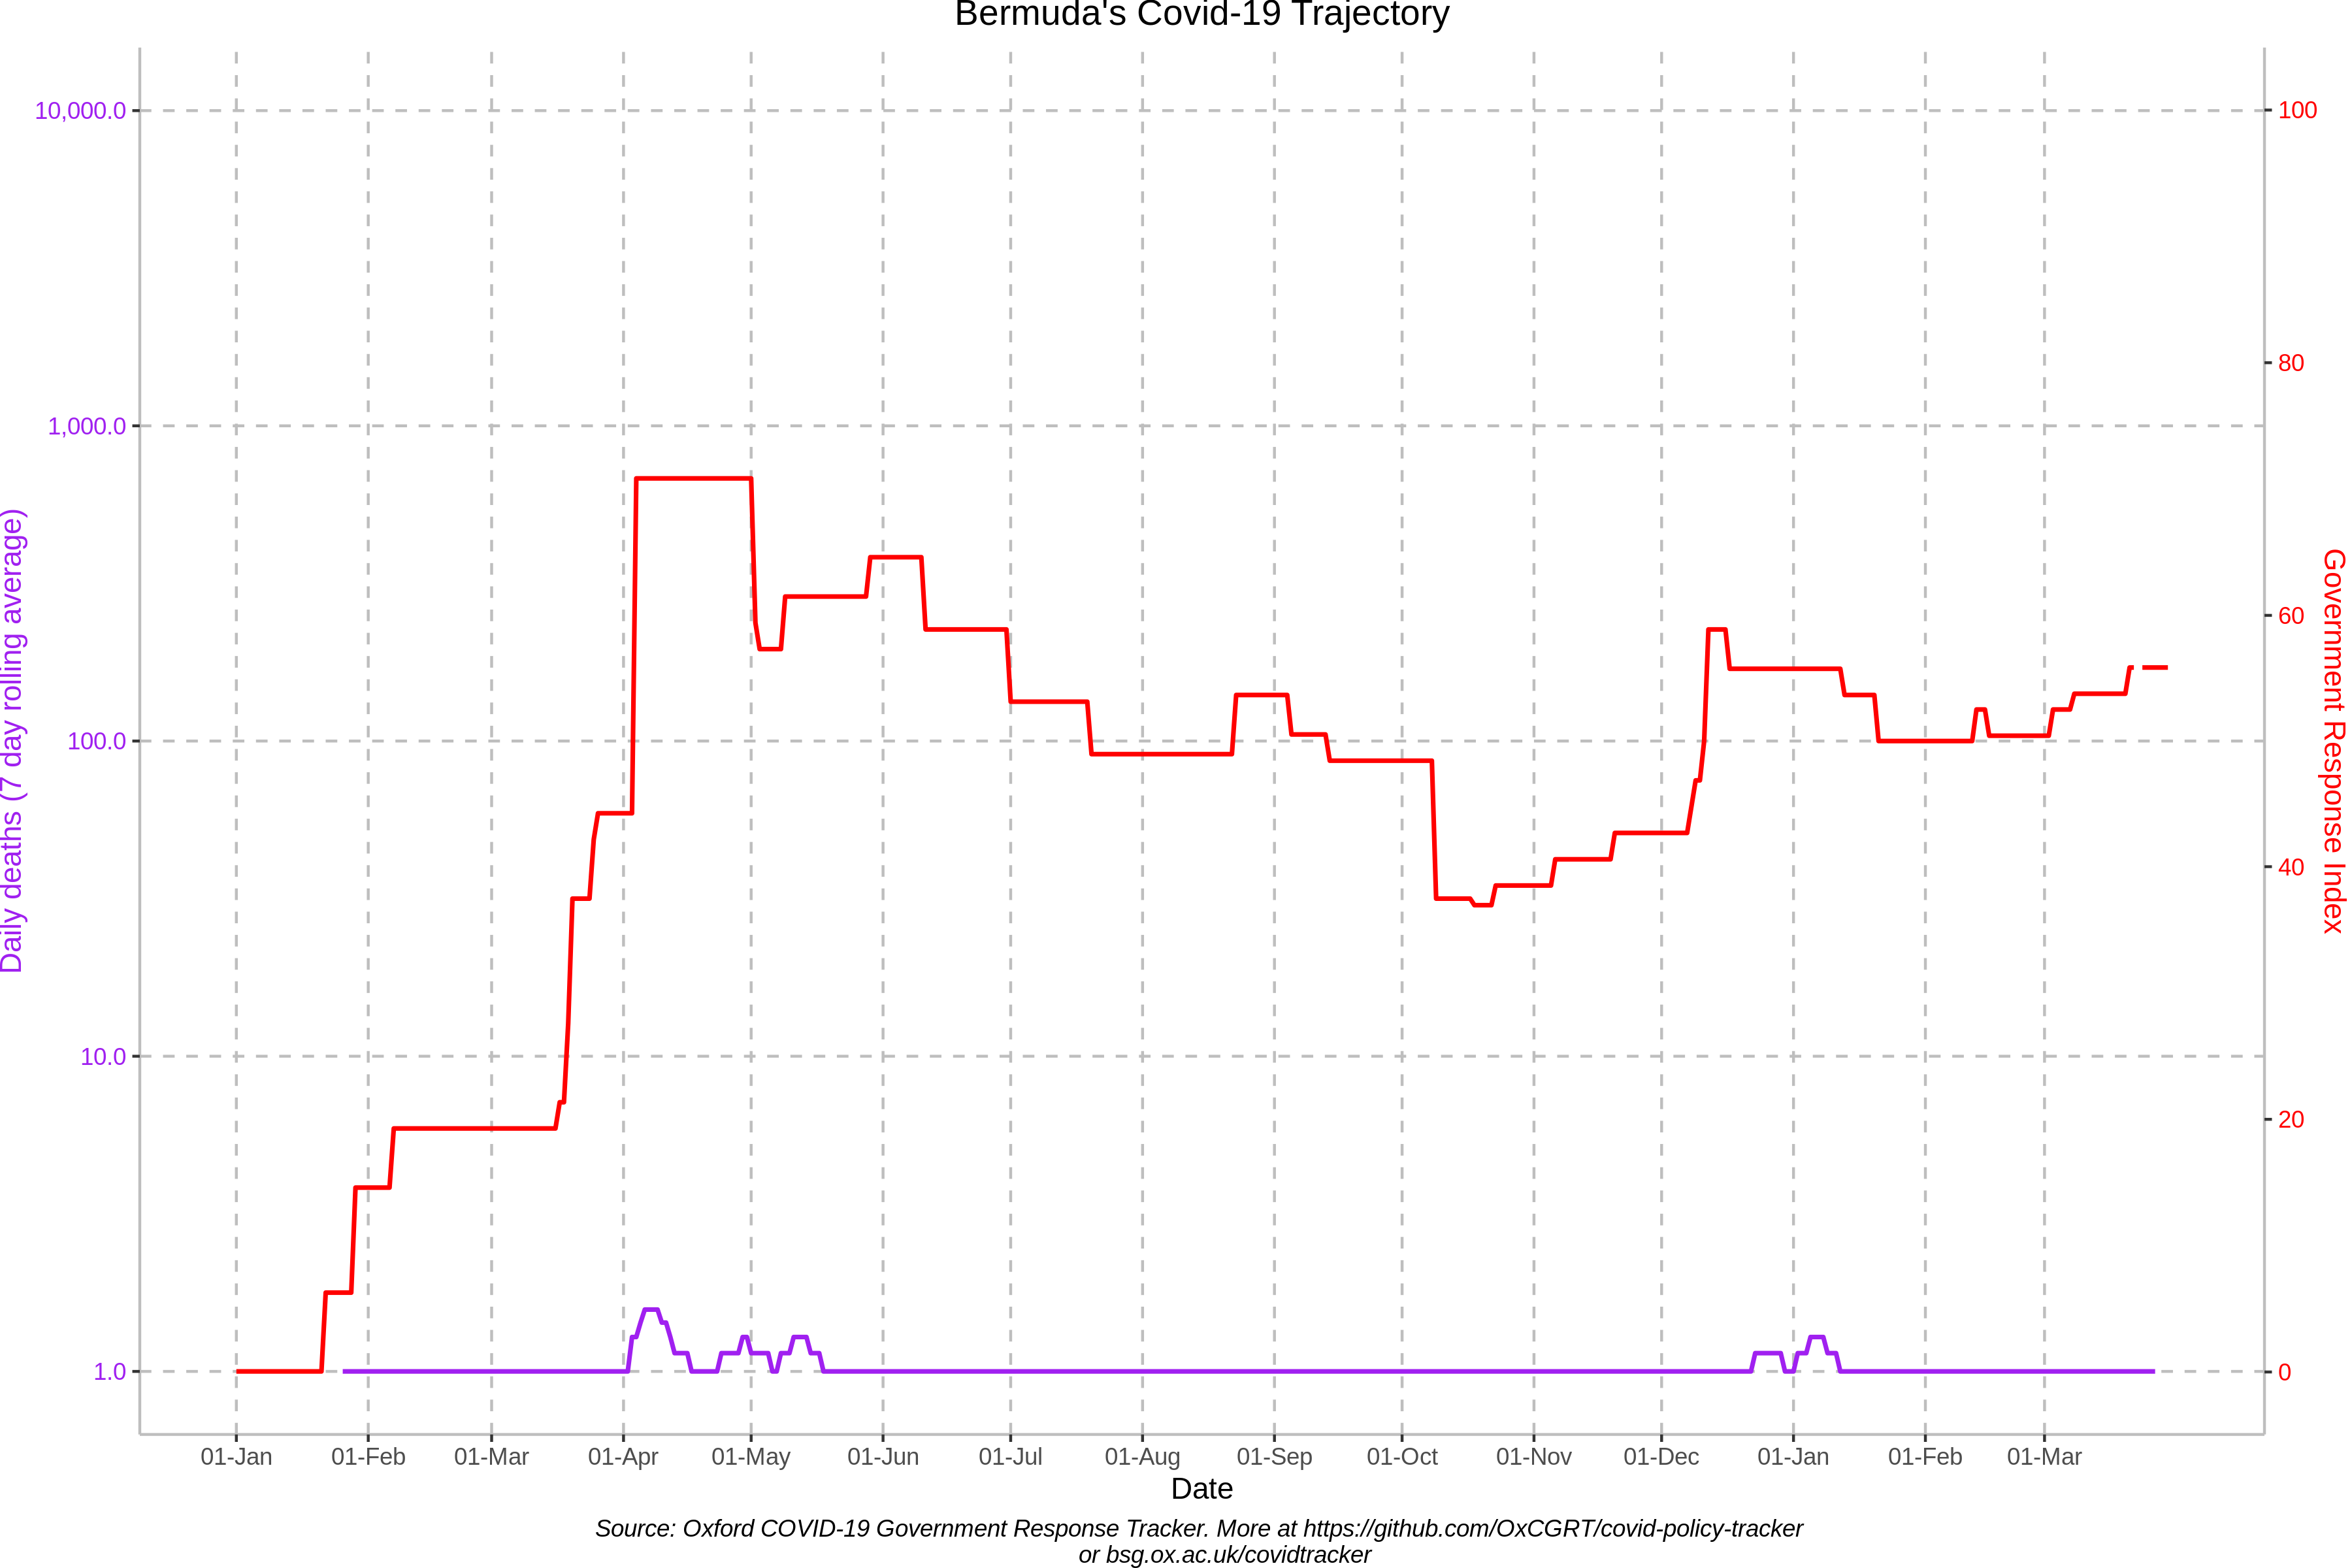 Bermuda's Covid-19 Trajectory
10,000.0
1,000.0
100.0
10.0
1.0
Daily deaths (7 day rolling average)
100
80
60
40
20
0
Government Response Index
01-Jan 01-Feb 01-Mar 01-Apr 01-May 01-Jun 01-Jul 01-Aug 01-Sep 01-Oct 01-Nov 01-Dec 01-Jan 01-Feb 01-Mar
Date
Source: Oxford COVID-19 Government Response Tracker. More at https://github.com/OxCGRT/covid-policy-tracker
or bsg.ox.ac.uk/covidtracker